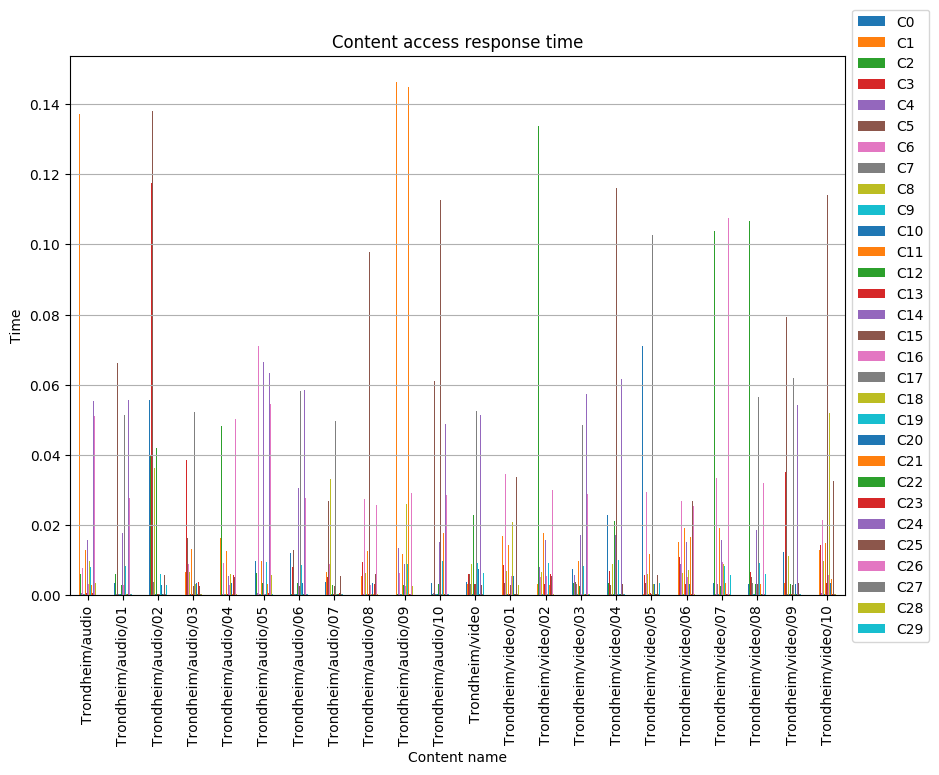 Content access response time
Time
0.14
0.12
0.10
0.08
0.06
0.04
0.02
0.00
Trondheim/audio
Trondheim/audio/01
Trondheim/audio/02
Trondheim/audio/03
Trondheim/audio/04
Trondheim/audio/05
Trondheim/audio/06
Trondheim/audio/07
Trondheim/audio/08
Trondheim/audio/09
Trondheim/audio/10
Trondheim/video
Trondheim/video/01
Trondheim/video/02
Trondheim/video/03
Trondheim/video/04
Trondheim/video/05
Trondheim/video/06
Trondheim/video/07
Trondheim/video/08
Trondheim/video/09
Trondheim/video/10
Content name
C0
C1
C2
C3
C4
C5
C6
C7
C8
C9
C10
C11
C12
C13
C14
C15
C16
C17
C18
C19
C20
C21
C22
C23
C24
C25
C26
C27
C28
C29